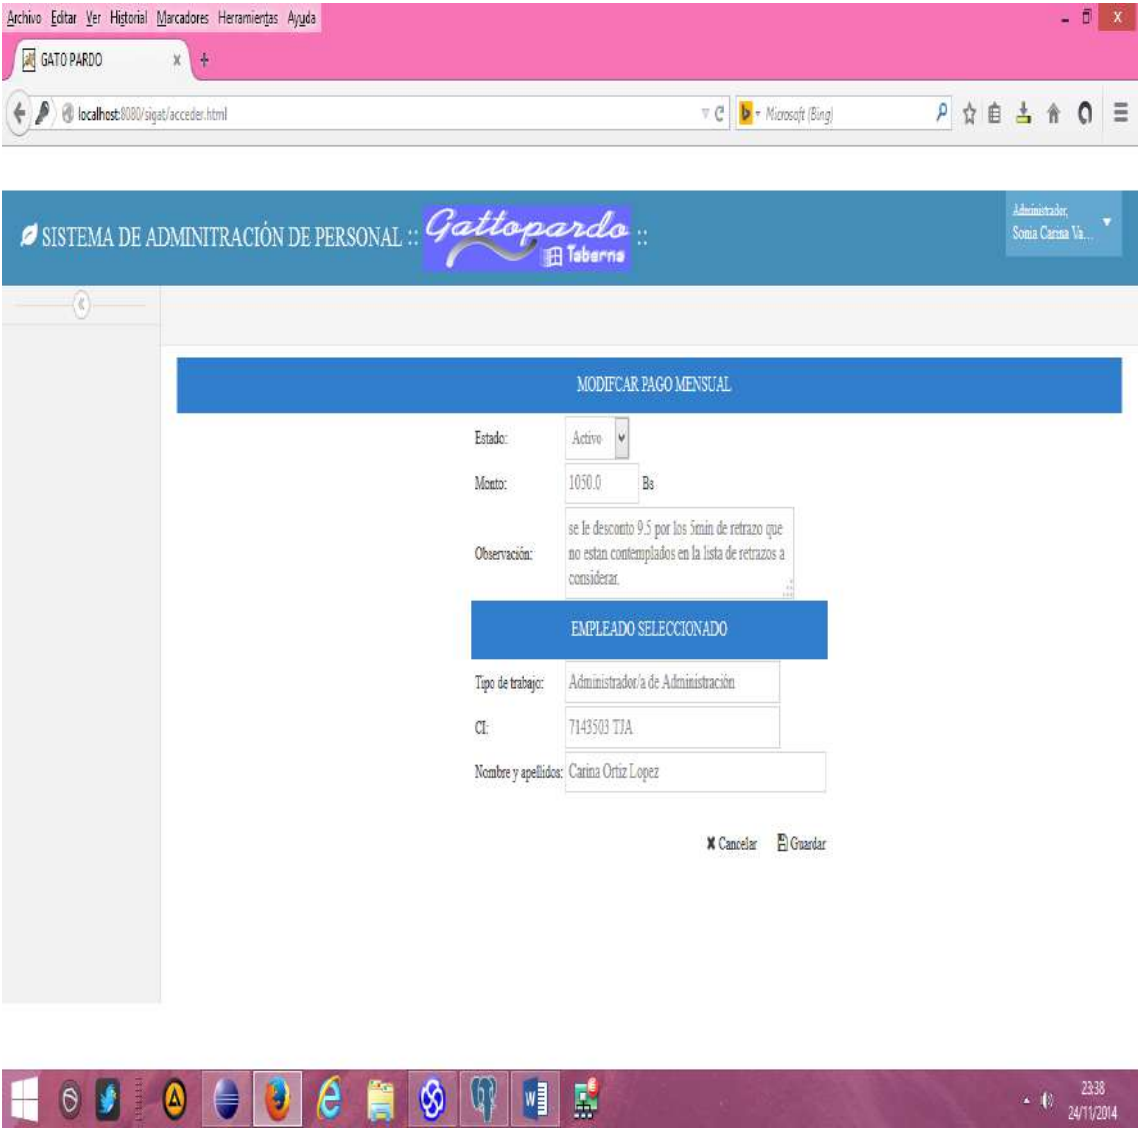 Archivo Editar Ver Historial Marcadores Herramientas Ayuda
GATO PARDO
localhost:8080/sigat/acceder.html
Microsoft (Bing)
SISTEMA DE ADMINITRACIÓN DE PERSONAL :: Gattopardo Taberna ::
Administrador,
Sonia Carina Va...
MODIFCAR PAGO MENSUAL
Estado: Activo
Monto: 1050.0 Bs
Observación: se le desconto 9.5 por los 5min de retrazo que
no estan contemplados en la lista de retrazos a
considerar.
EMPLEADO SELECCIONADO
Tipo de trabajo: Administrador/a de Administración
CI: 7143503 TJA
Nombre y apellidos: Carina Ortiz Lopez
Cancelar Guardar
23:38
24/11/2014